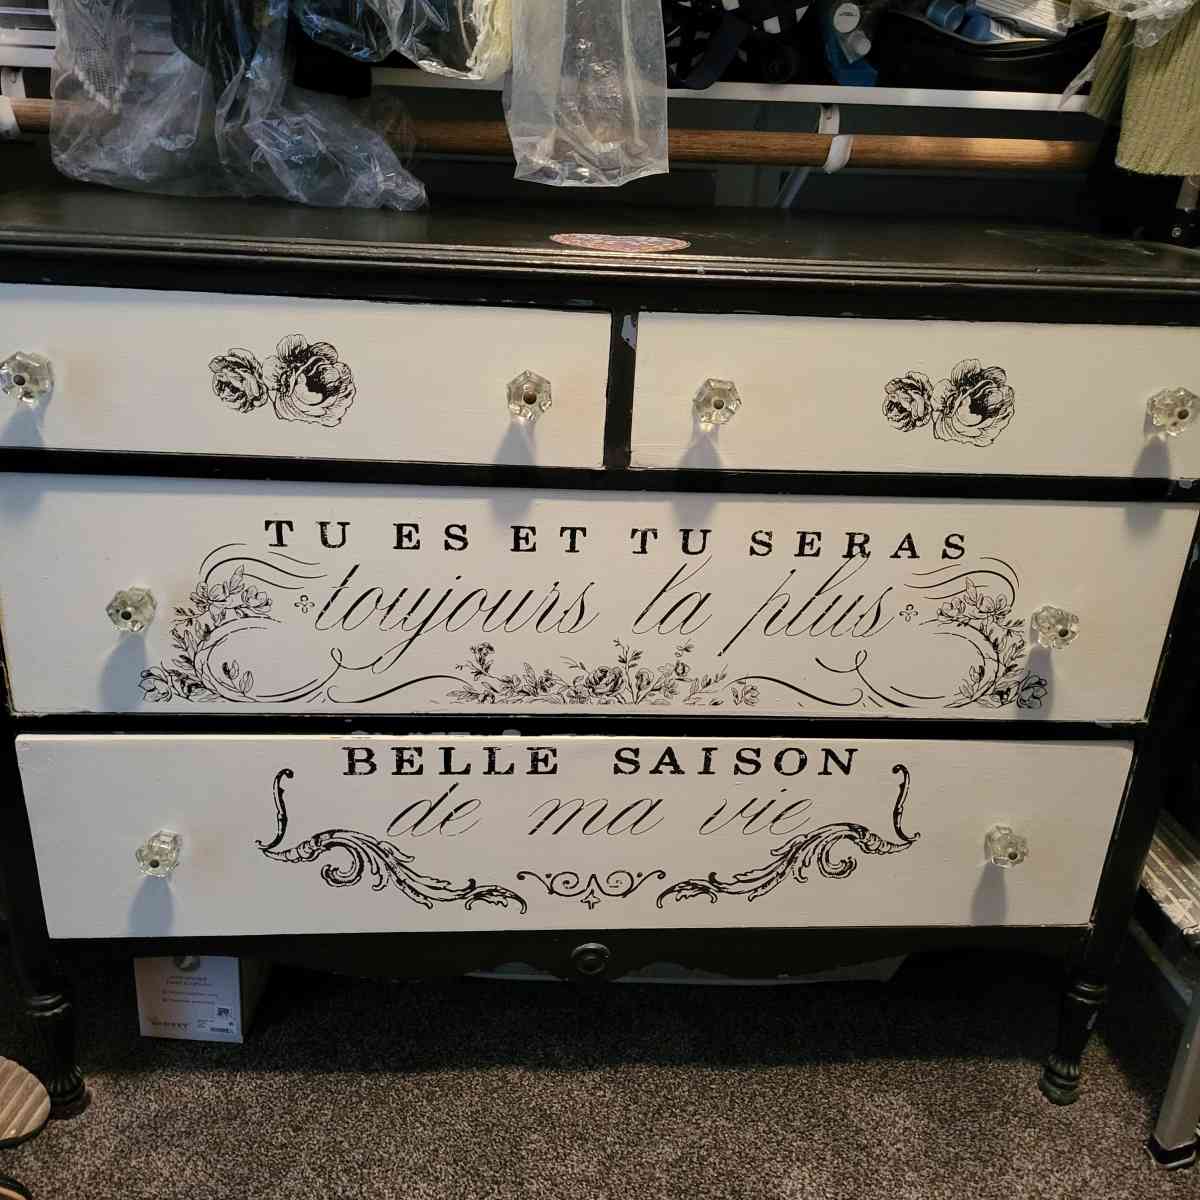 TU ES ET TU SERAS
toujours la plus
BELLE SAISON
de ma vie